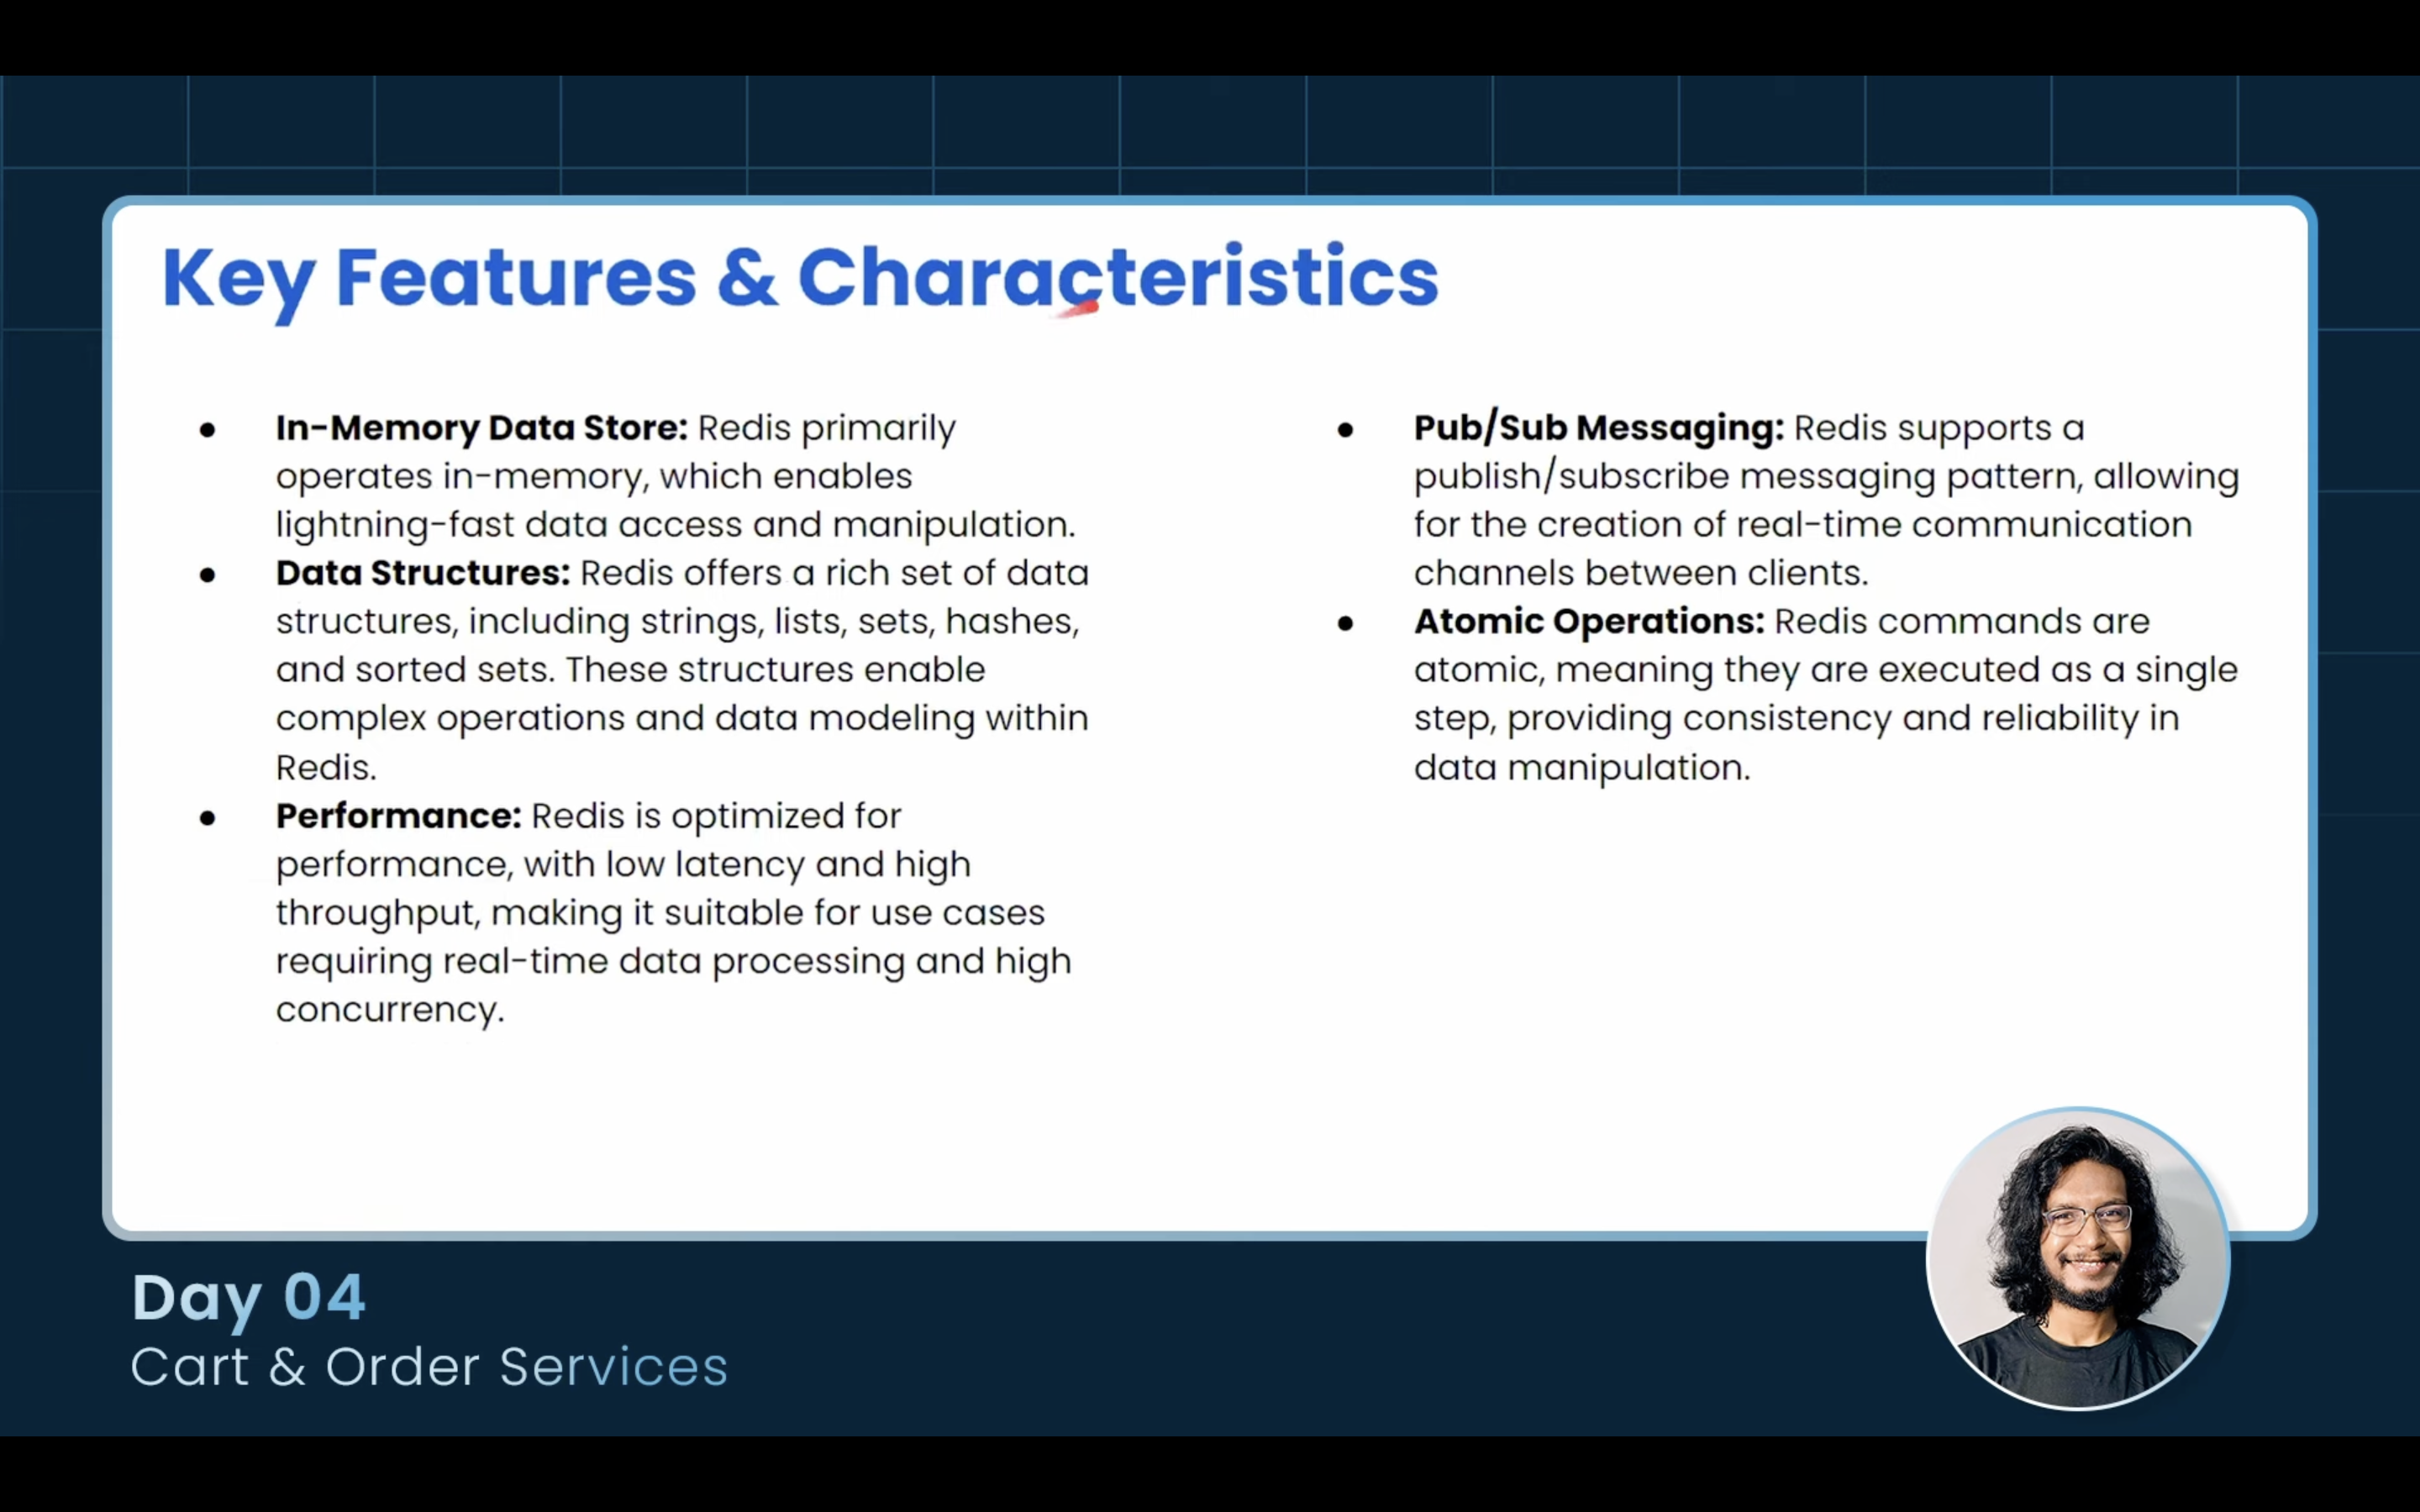 Key Features & Characteristics
● In-Memory Data Store: Redis primarily
operates in-memory, which enables
lightning-fast data access and manipulation.
● Data Structures: Redis offers a rich set of data
structures, including strings, lists, sets, hashes,
and sorted sets. These structures enable
complex operations and data modeling within
Redis.
● Performance: Redis is optimized for
performance, with low latency and high
throughput, making it suitable for use cases
requiring real-time data processing and high
concurrency.
● Pub/Sub Messaging: Redis supports a
publish/subscribe messaging pattern, allowing
for the creation of real-time communication
channels between clients.
● Atomic Operations: Redis commands are
atomic, meaning they are executed as a single
step, providing consistency and reliability in
data manipulation.
Day 04
Cart & Order Services